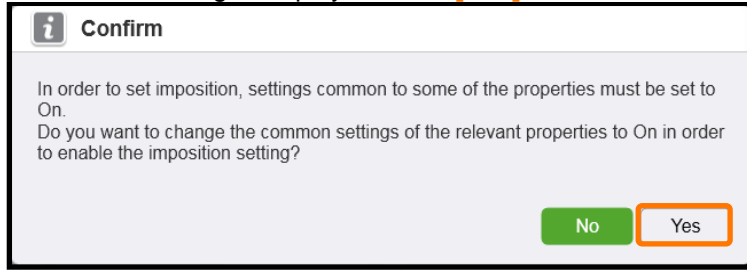 Confirm
In order to set imposition, settings common to some of the properties must be set to
On.
Do you want to change the common settings of the relevant properties to On in order
to enable the imposition setting?
No Yes